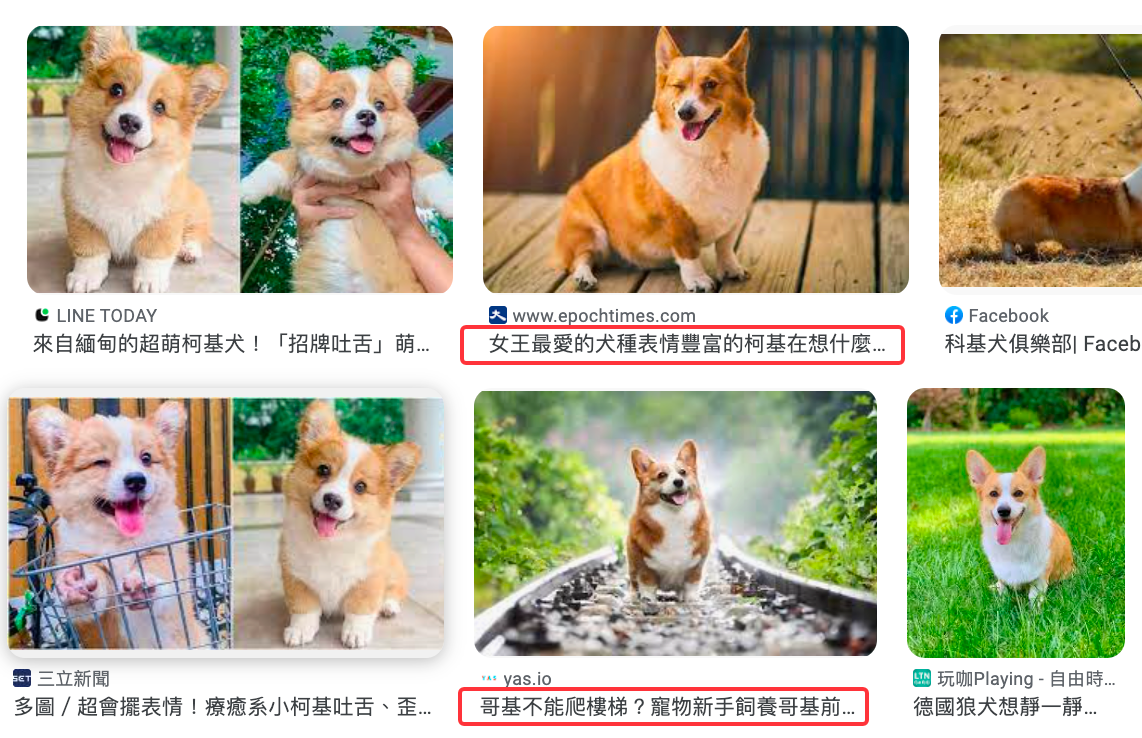 LINE TODAY
www.epochtimes.com
Facebook
來自緬甸的超萌柯基犬！「招牌吐舌」萌...
女王最愛的犬種表情豐富的柯基在想什麼...
科基犬俱樂部| Faceb
SET 三立新聞
YAS yas.io
LTN 玩咖Playing - 自由時...
多圖 / 超會擺表情！療癒系小柯基吐舌、歪...
哥基不能爬樓梯？寵物新手飼養哥基前...
德國狼犬想靜一靜...